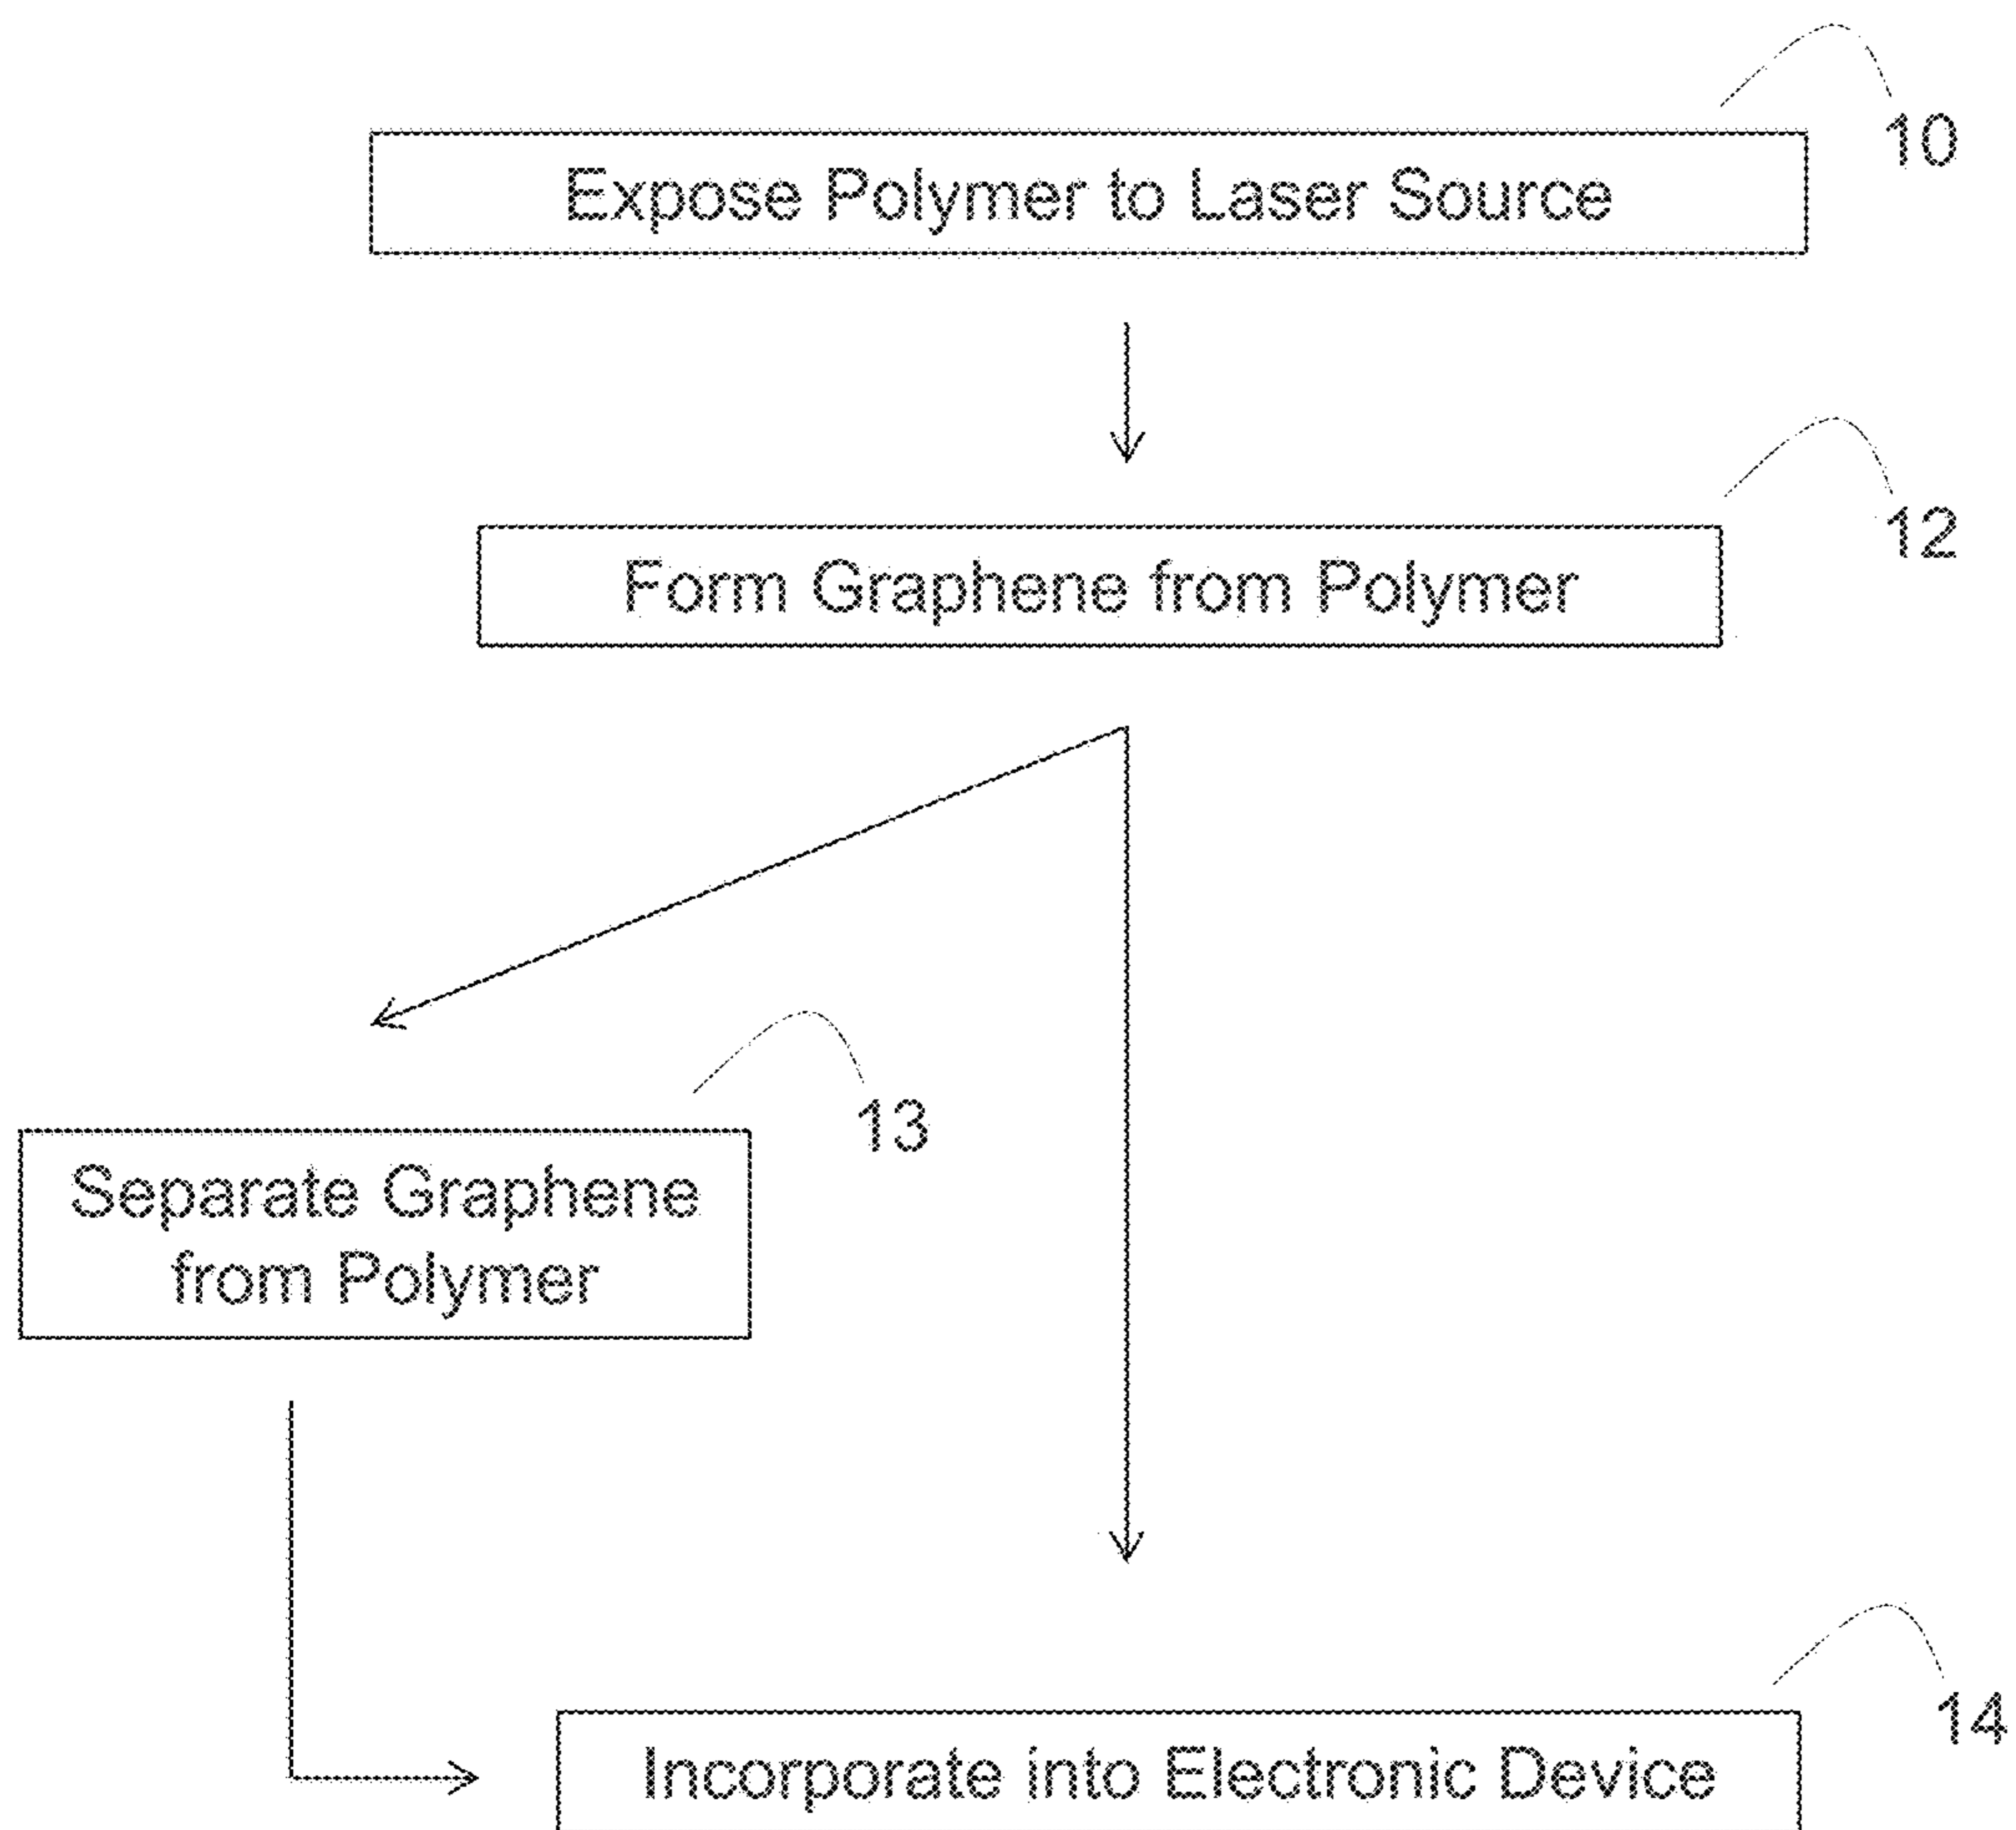 10
Expose Polymer to Laser Source
12
Form Graphene from Polymer
13
Separate Graphene
from Polymer
14
Incorporate into Electronic Device